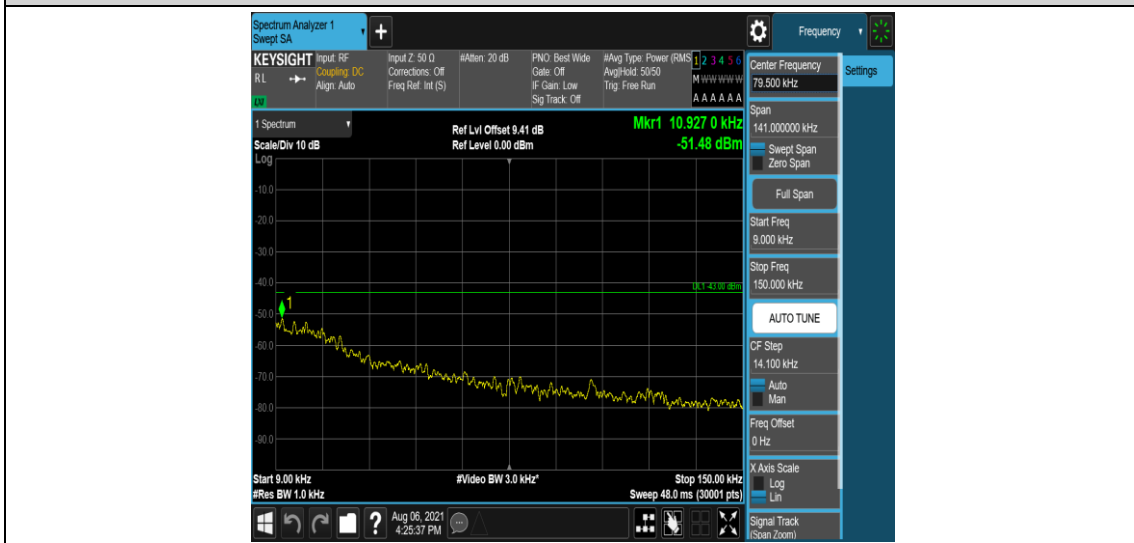 Spectrum Analyzer 1
Swept SA
Frequency
KEYSIGHT
RL
Input: RF
Coupling: DC
Align: Auto
Input Z: 50 Ω
Corrections: Off
Freq Ref: Int (S)
#Atten: 20 dB
PNO: Best Wide
Gate: Off
IF Gain: Low
Sig Track: Off
#Avg Type: Power (RMS
Avg|Hold: 50/50
Trig: Free Run
1 2 3 4 5 6
M W W W W W
A A A A A A
1 Spectrum
Scale/Div 10 dB
Ref Lvl Offset 9.41 dB
Ref Level 0.00 dBm
Mkr1 10.927 0 kHz
-51.48 dBm
Log
-10.0
-20.0
-30.0
-40.0
-50.0
-60.0
-70.0
-80.0
-90.0
DL1 -43.00 dBm
1
Start 9.00 kHz
#Res BW 1.0 kHz
#Video BW 3.0 kHz*
Stop 150.00 kHz
Sweep 48.0 ms (30001 pts)
Center Frequency
79.500 kHz
Settings
Span
141.000000 kHz
Swept Span
Zero Span
Full Span
Start Freq
9.000 kHz
Stop Freq
150.000 kHz
AUTO TUNE
CF Step
14.100 kHz
Auto
Man
Freq Offset
0 Hz
X Axis Scale
Log
Lin
Signal Track
(Span Zoom)
?
Aug 06, 2021
4:25:37 PM